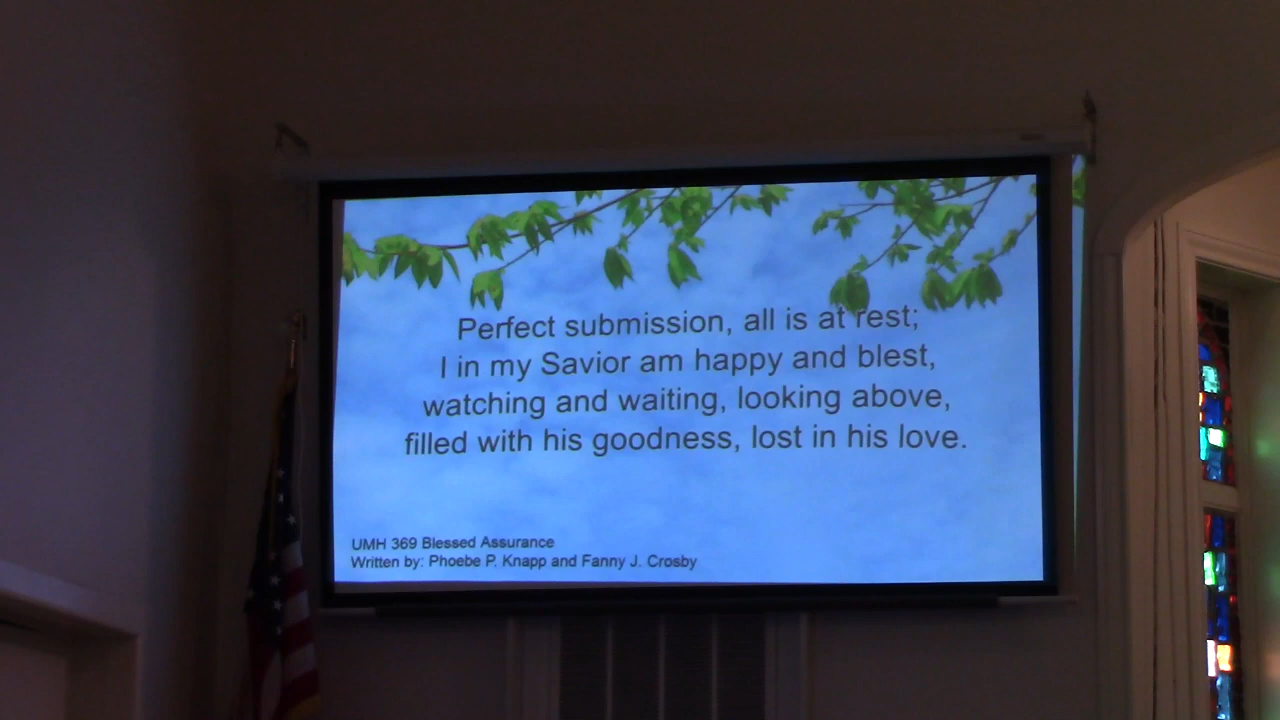 Perfect submission, all is at rest;
I in my Savior am happy and blest,
watching and waiting, looking above,
filled with his goodness, lost in his love.
UMH 369 Blessed Assurance
Written by: Phoebe P. Knapp and Fanny J. Crosby